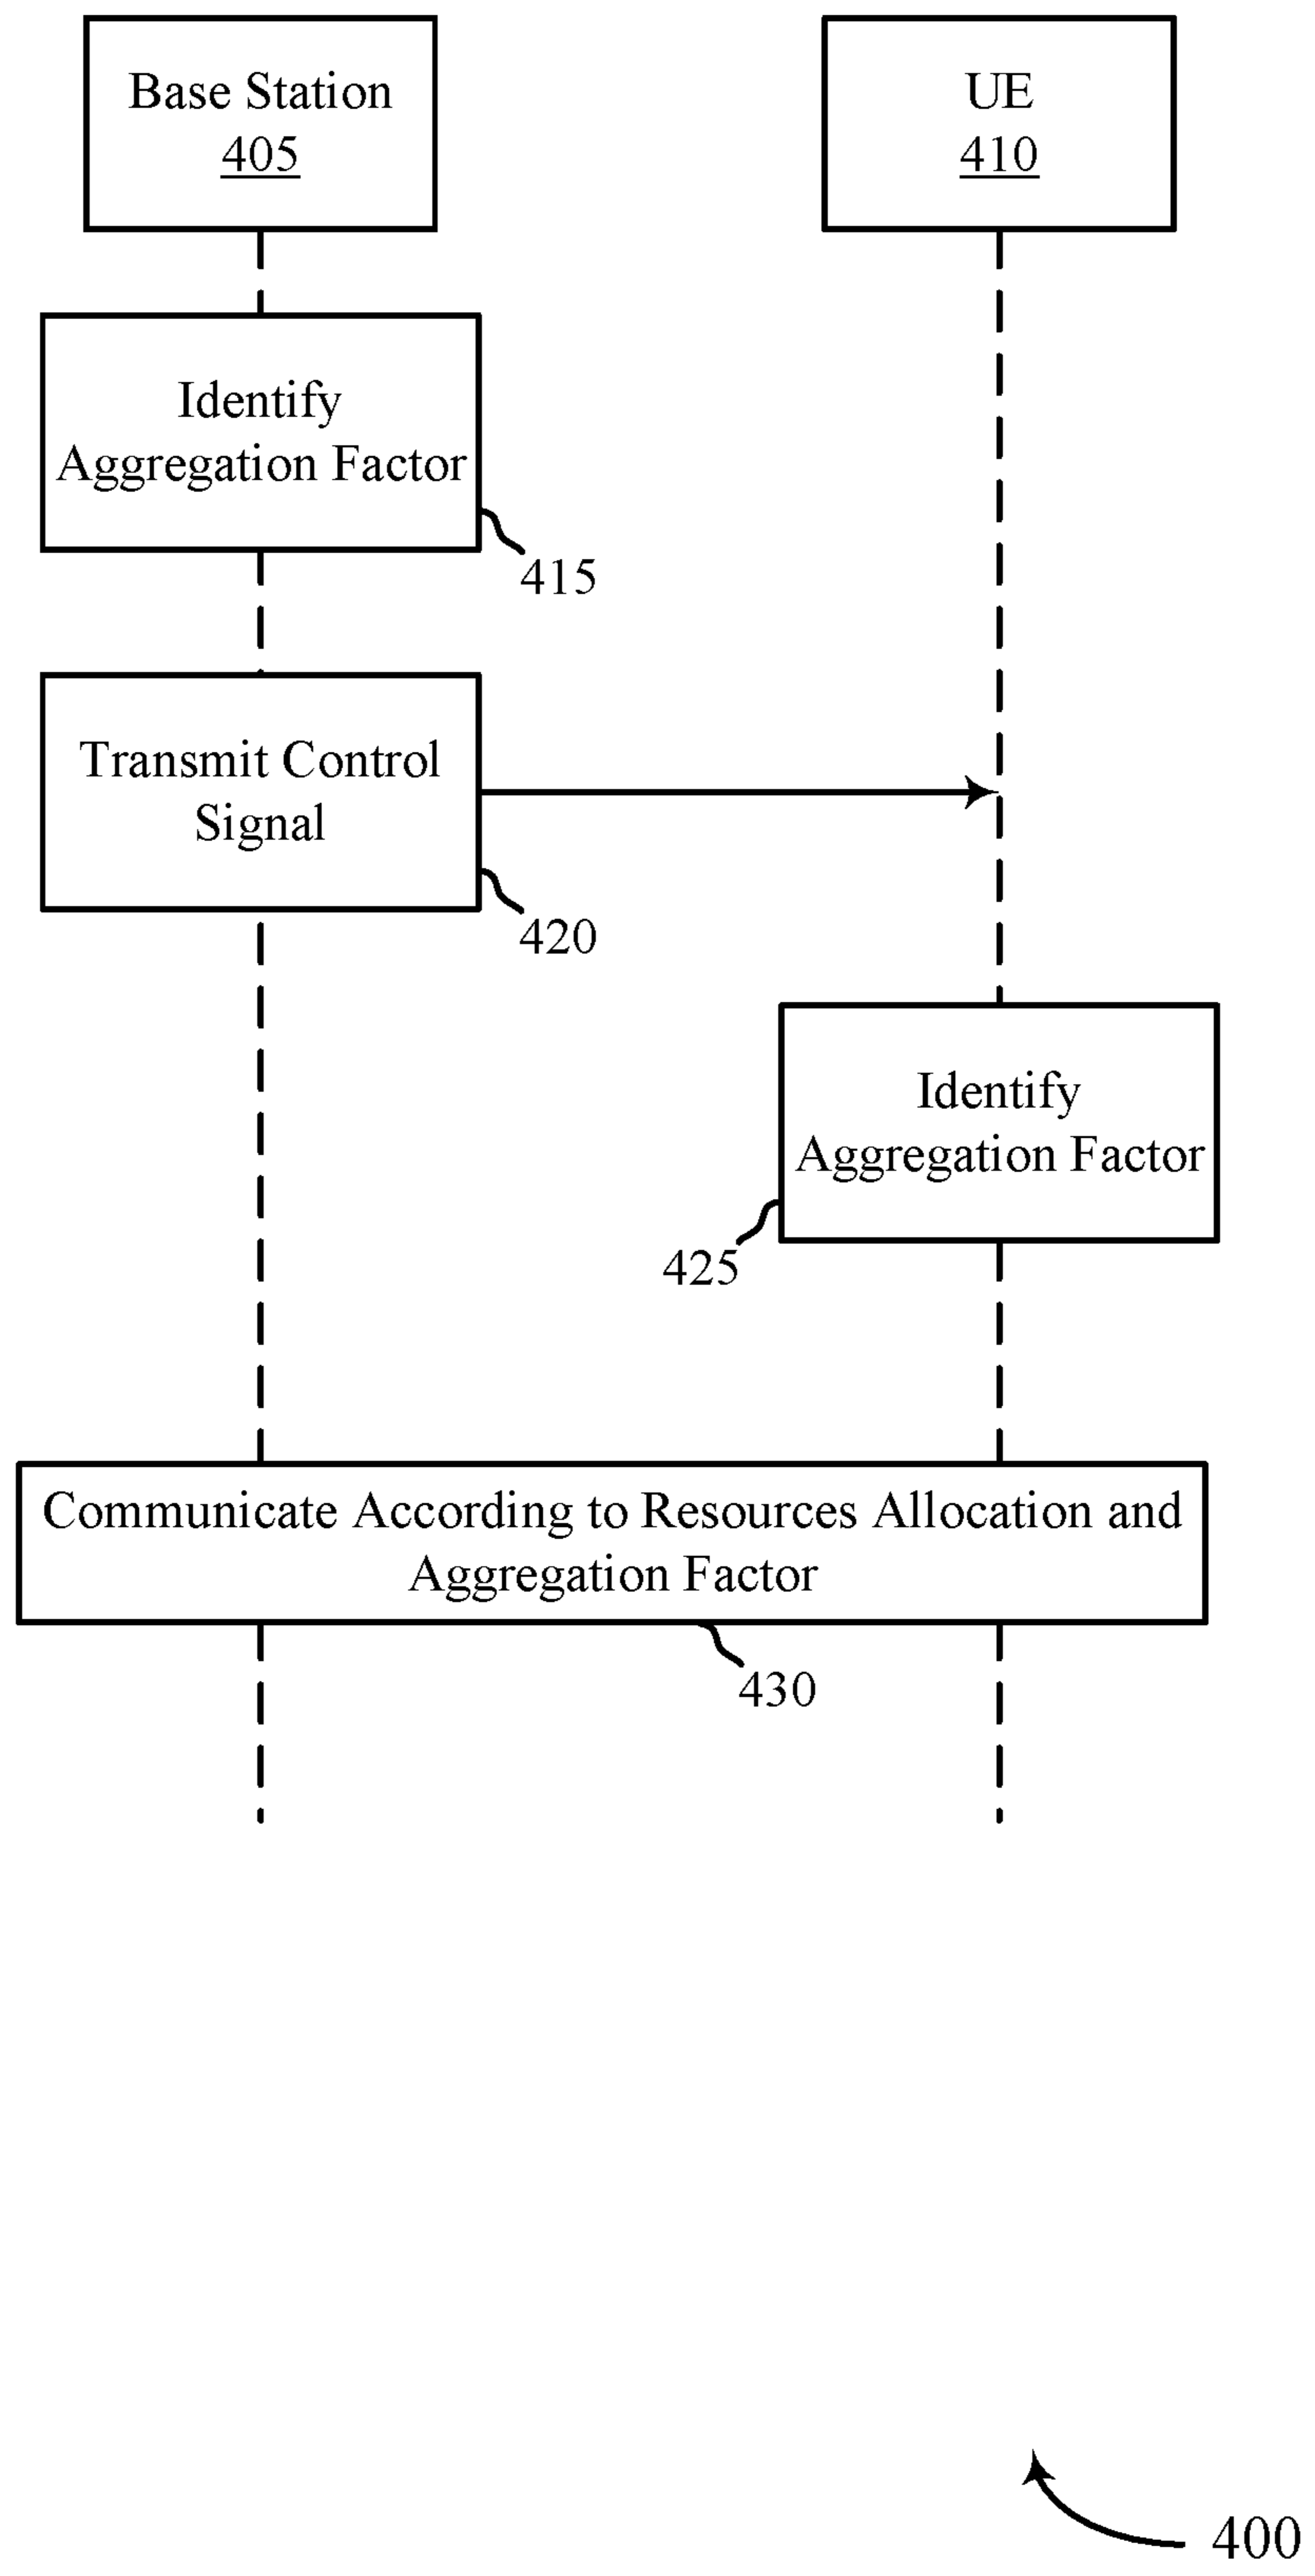 Base Station
405
UE
410
Identify
Aggregation Factor
415
Transmit Control
Signal
420
Identify
Aggregation Factor
425
Communicate According to Resources Allocation and
Aggregation Factor
430
400